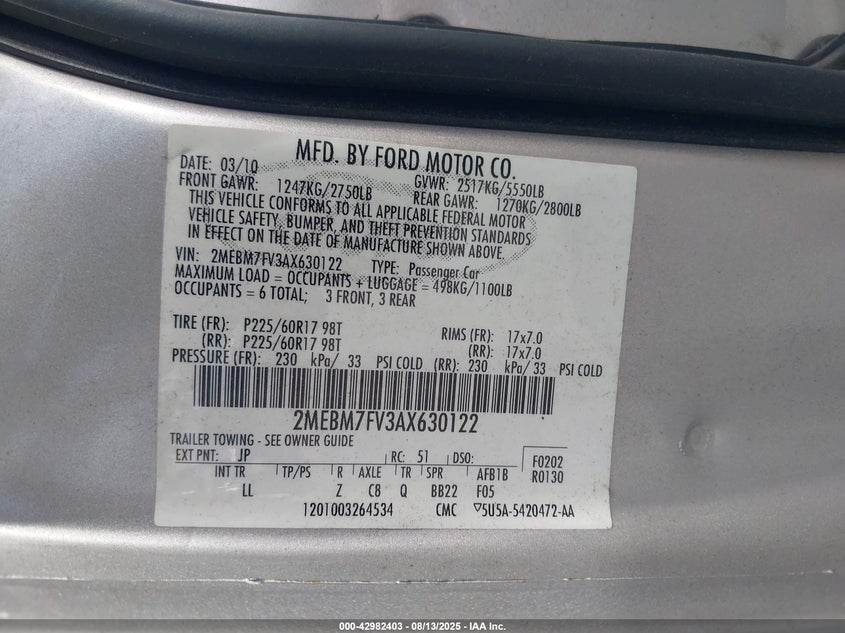 MFD. BY FORD MOTOR CO.
DATE: 03/10 GVWR: 2517KG/5550LB
FRONT GAWR: 1247KG/2750LB REAR GAWR: 1270KG/2800LB
THIS VEHICLE CONFORMS TO ALL APPLICABLE FEDERAL MOTOR
VEHICLE SAFETY, BUMPER, AND THEFT PREVENTION STANDARDS
IN EFFECT ON THE DATE OF MANUFACTURE SHOWN ABOVE.
VIN: 2MEBM7FV3AX630122 TYPE: Passenger Car
MAXIMUM LOAD = OCCUPANTS + LUGGAGE = 498KG/1100LB
OCCUPANTS = 6 TOTAL; 3 FRONT, 3 REAR
TIRE (FR): P225/60R17 98T RIMS (FR): 17x7.0
(RR): P225/60R17 98T (RR): 17x7.0
PRESSURE (FR): 230 kPa/ 33 PSI COLD (RR): 230 kPa/ 33 PSI COLD
2MEBM7FV3AX630122
TRAILER TOWING - SEE OWNER GUIDE
EXT PNT: JP RC: 51 DSO: F0202
INT TR TP/PS R AXLE TR SPR AFB1B R0130
LL Z C8 Q BB22 F05
1201003264534 CMC 5U5A-5420472-AA
000-42982403 - 08/13/2025 - IAA Inc.